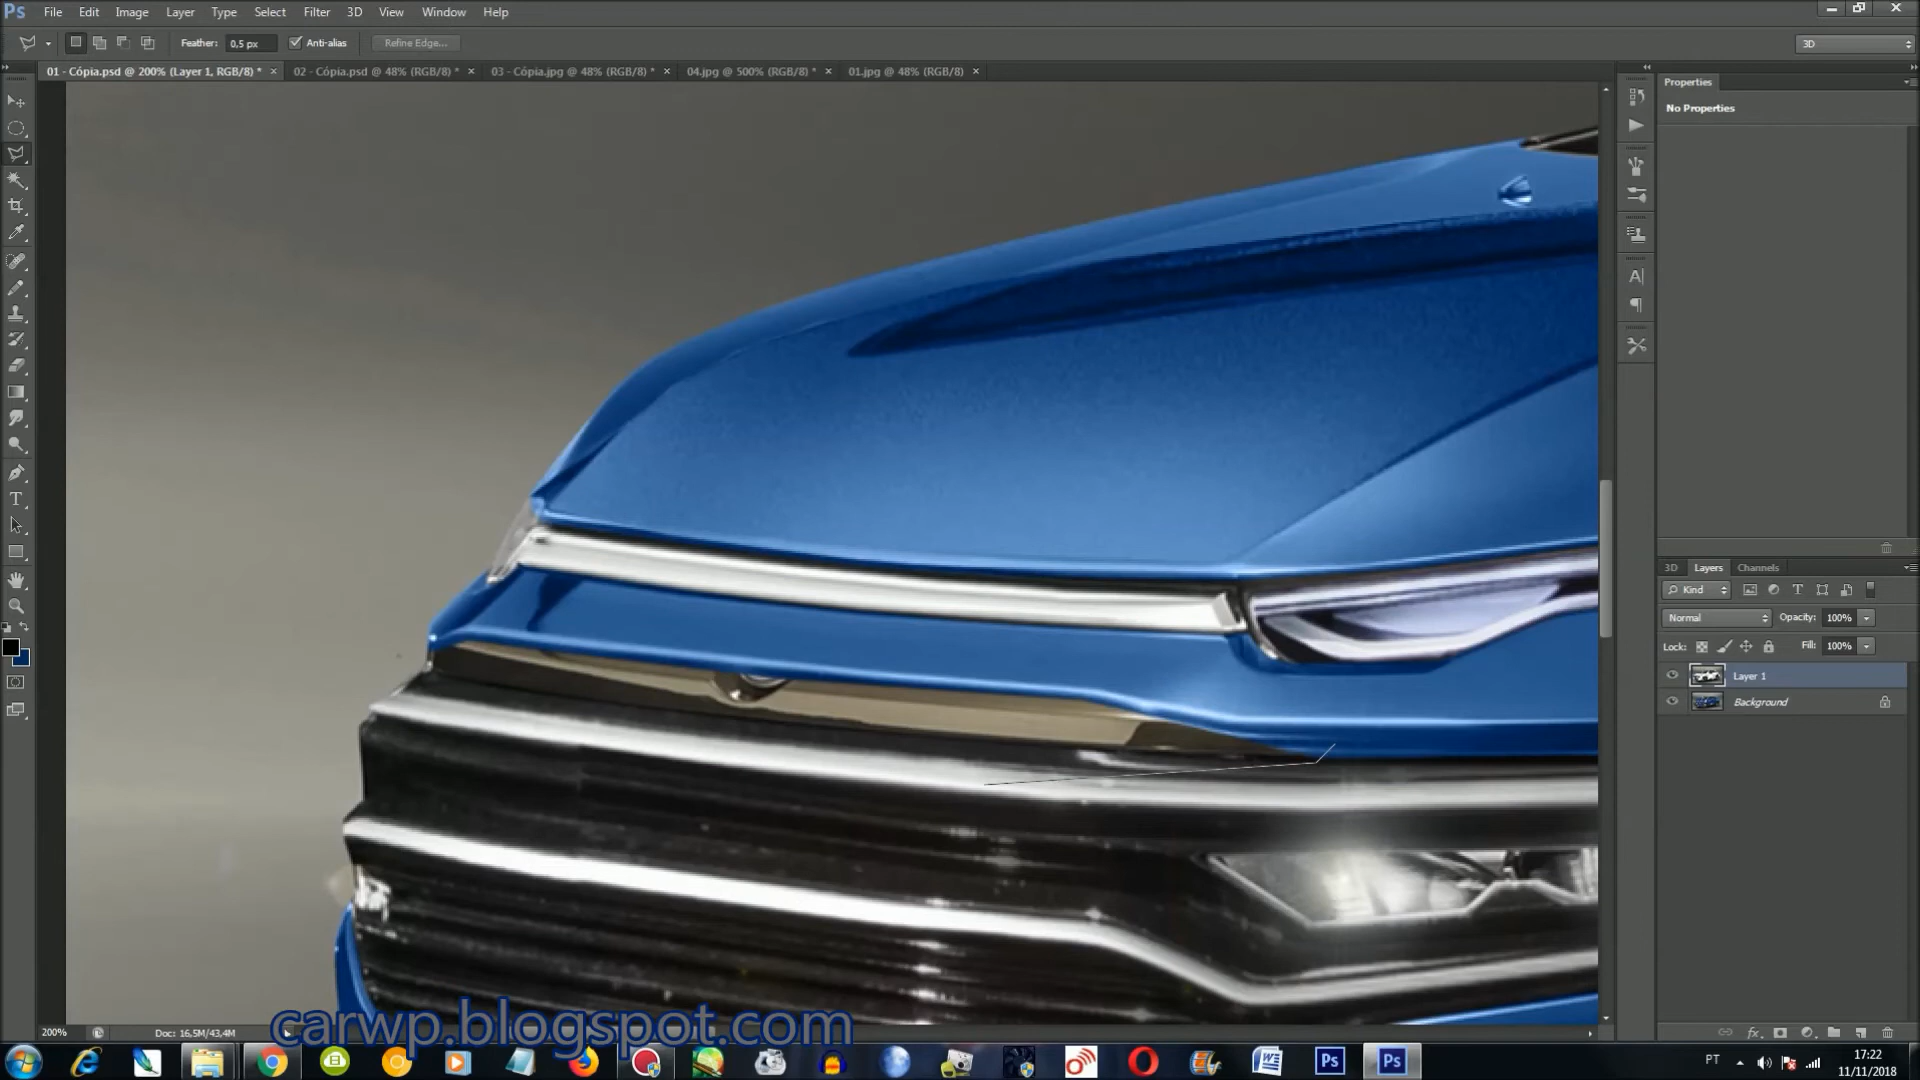 Ps File Edit Image Layer Type Select Filter 3D View Window Help
Feather: 0,5 px Anti-alias Refine Edge... 3D
01 - Cópia.psd @ 200% (Layer 1, RGB/8) * × 02 - Cópia.psd @ 48% (RGB/8) * × 03 - Cópia.jpg @ 48% (RGB/8) * × 04.jpg @ 500% (RGB/8) * × 01.jpg @ 48% (RGB/8) ×
Properties
No Properties
3D Layers Channels
Kind
Normal Opacity: 100%
Lock: Fill: 100%
Layer 1
Background
200% Doc: 16,5M/43,4M
carwp.blogspot.com
PT 17:22
11/11/2018